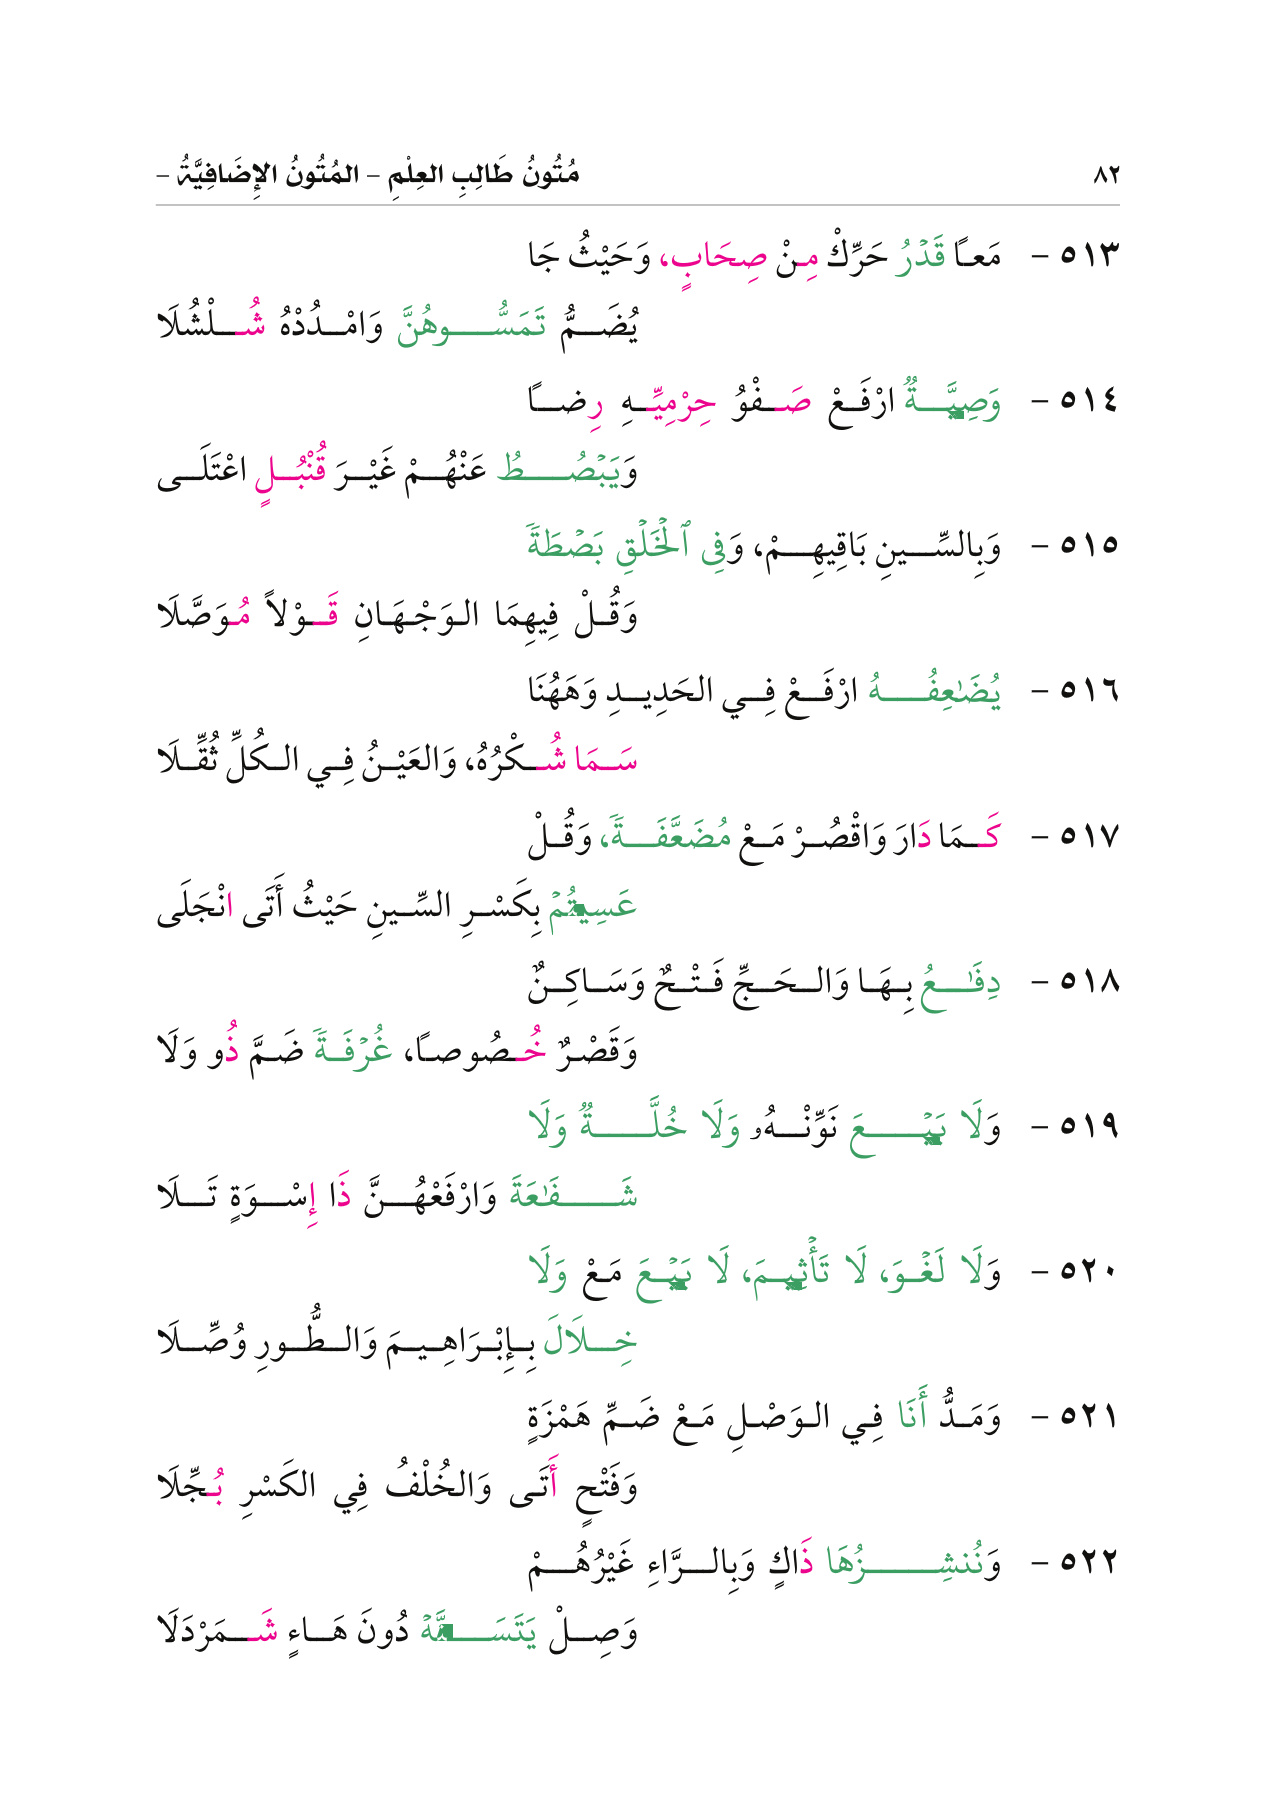 ٨٢ مُتُونُ طَالِبِ العِلْمِ – المُتُونُ الإِضَافِيَّةُ –
٥١٣ – مَعًا قَدْرُ حَرِّكْ مِنْ صِحَابٍ، وَحَيْثُ جَا
يُضَمُّ تَمَسُّوهُنَّ وَامْدُدْهُ شُلْشُلَا
٥١٤ – وَصِيَّةٌ ارْفَعْ صَفْوُ حِرْمِيِّهِ رِضًا
وَيَبْصُطُ عَنْهُمْ غَيْرَ قُنْبُلٍ اعْتَلَى
٥١٥ – وَبِالسِّينِ بَاقِيهِمْ، وَفِي ٱلْخَلْقِ بَصْطَةً
وَقُلْ فِيهِمَا الوَجْهَانِ قَوْلاً مُوَصَّلَا
٥١٦ – يُضَٰعِفُهُ ارْفَعْ فِي الحَدِيدِ وَهَهُنَا
سَمَا شُكْرُهُ، وَالعَيْنُ فِي الكُلِّ ثُقِّلَا
٥١٧ – كَمَا دَارَ وَاقْصُرْ مَعْ مُضَعَّفَةً، وَقُلْ
عَسِيتُمْ بِكَسْرِ السِّينِ حَيْثُ أَتَى انْجَلَى
٥١٨ – دِفَٰعُ بِهَا وَالحَجِّ فَتْحٌ وَسَاكِنٌ
وَقَصْرٌ خُصُوصًا، غُرْفَةً ضَمَّ ذُو وَلَا
٥١٩ – وَلَا بَيْعَ نَوِّنْهُۥ وَلَا خُلَّةٌ وَلَا
شَفَٰعَةَ وَارْفَعْهُنَّ ذَا إِسْوَةٍ تَلَا
٥٢٠ – وَلَا لَغْوَ، لَا تَأْثِيمَ، لَا بَيْعَ مَعْ وَلَا
خِلَالَ بِإِبْرَاهِيمَ وَالطُّورِ وُصِّلَا
٥٢١ – وَمَدُّ أَنَا فِي الوَصْلِ مَعْ ضَمِّ هَمْزَةٍ
وَفَتْحٍ أَتَى وَالخُلْفُ فِي الكَسْرِ بُجِّلَا
٥٢٢ – وَنُنشِزُهَا ذَاكٍ وَبِالرَّاءِ غَيْرُهُمْ
وَصِلْ يَتَسَنَّهْ دُونَ هَاءٍ شَمَرْدَلَا